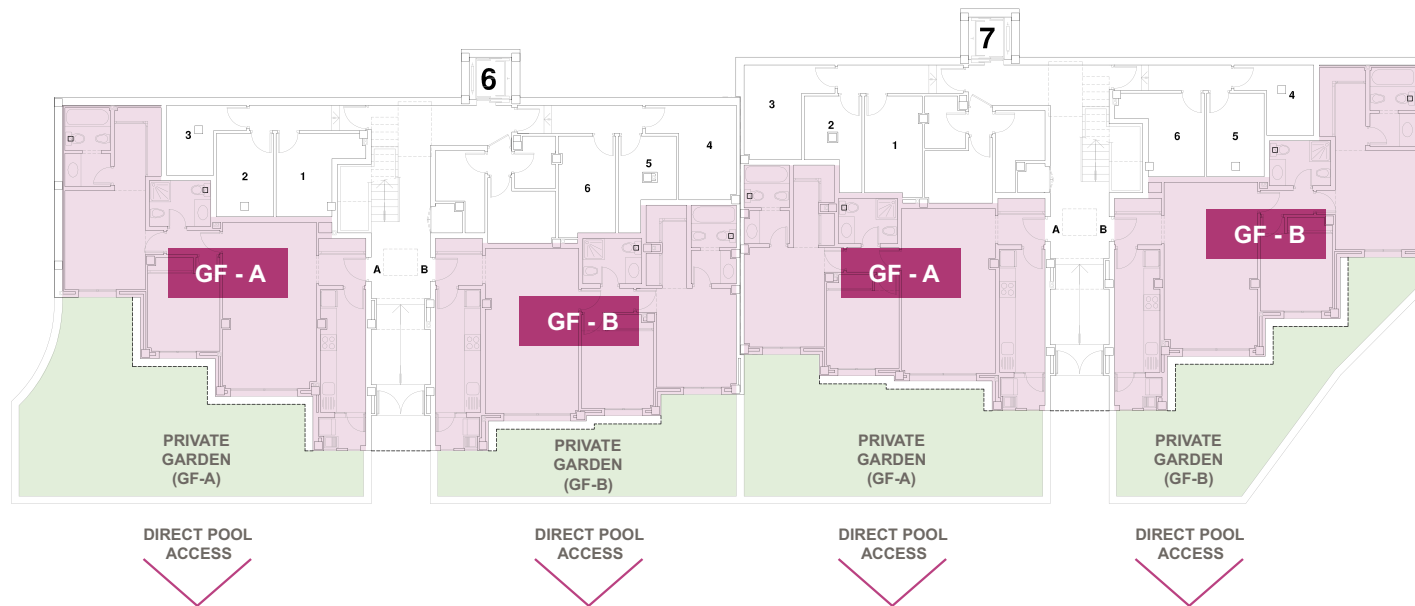 7
6
3
2
1
4
5
6
3
2
1
6
5
4
A
B
A
B
GF - A
GF - B
GF - A
GF - B
PRIVATE
GARDEN
(GF-A)
PRIVATE
GARDEN
(GF-B)
PRIVATE
GARDEN
(GF-A)
PRIVATE
GARDEN
(GF-B)
DIRECT POOL
ACCESS
DIRECT POOL
ACCESS
DIRECT POOL
ACCESS
DIRECT POOL
ACCESS